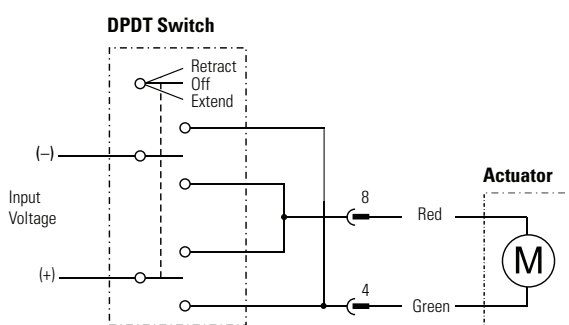 DPDT Switch
Retract
Off
Extend
(–)
Input
Voltage
(+)
8
Red
4
Green
Actuator
M